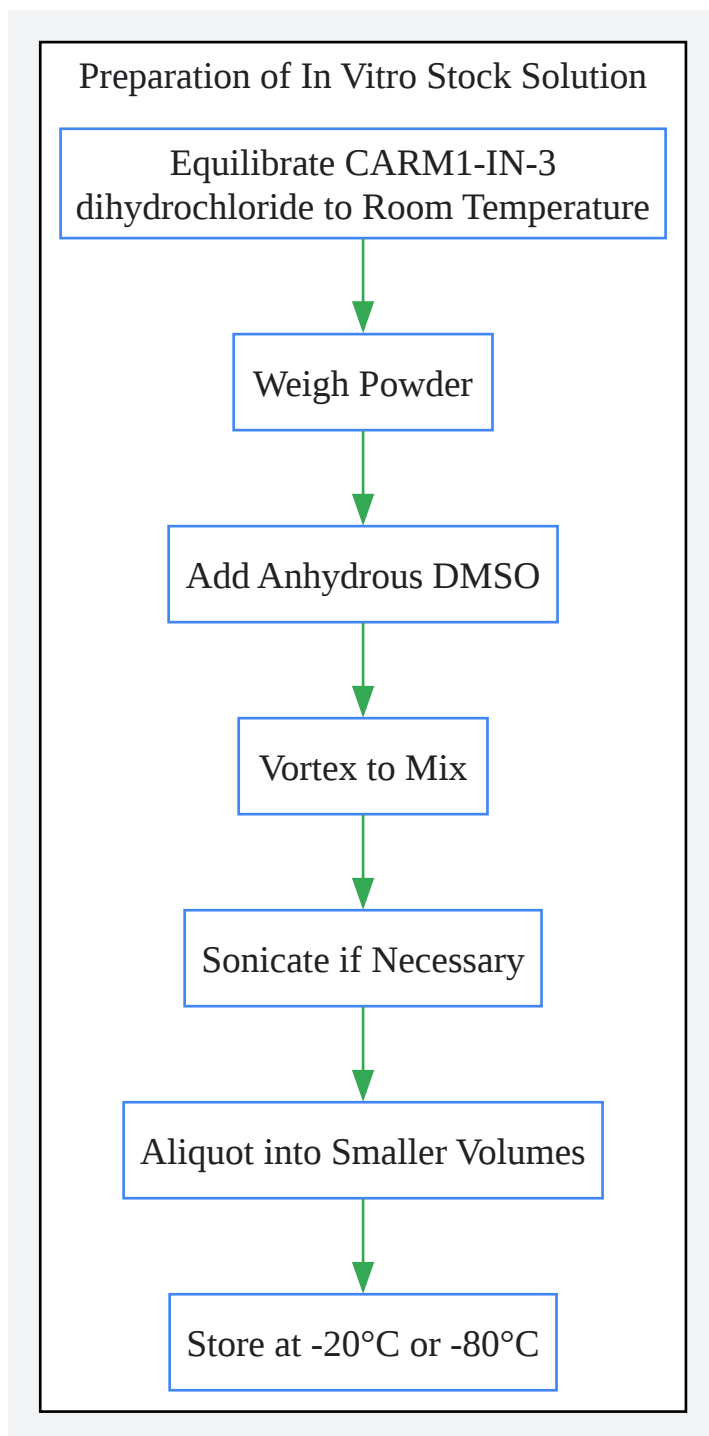 Preparation of In Vitro Stock Solution
Equilibrate CARM1-IN-3
dihydrochloride to Room Temperature
Weigh Powder
Add Anhydrous DMSO
Vortex to Mix
Sonicate if Necessary
Aliquot into Smaller Volumes
Store at -20°C or -80°C